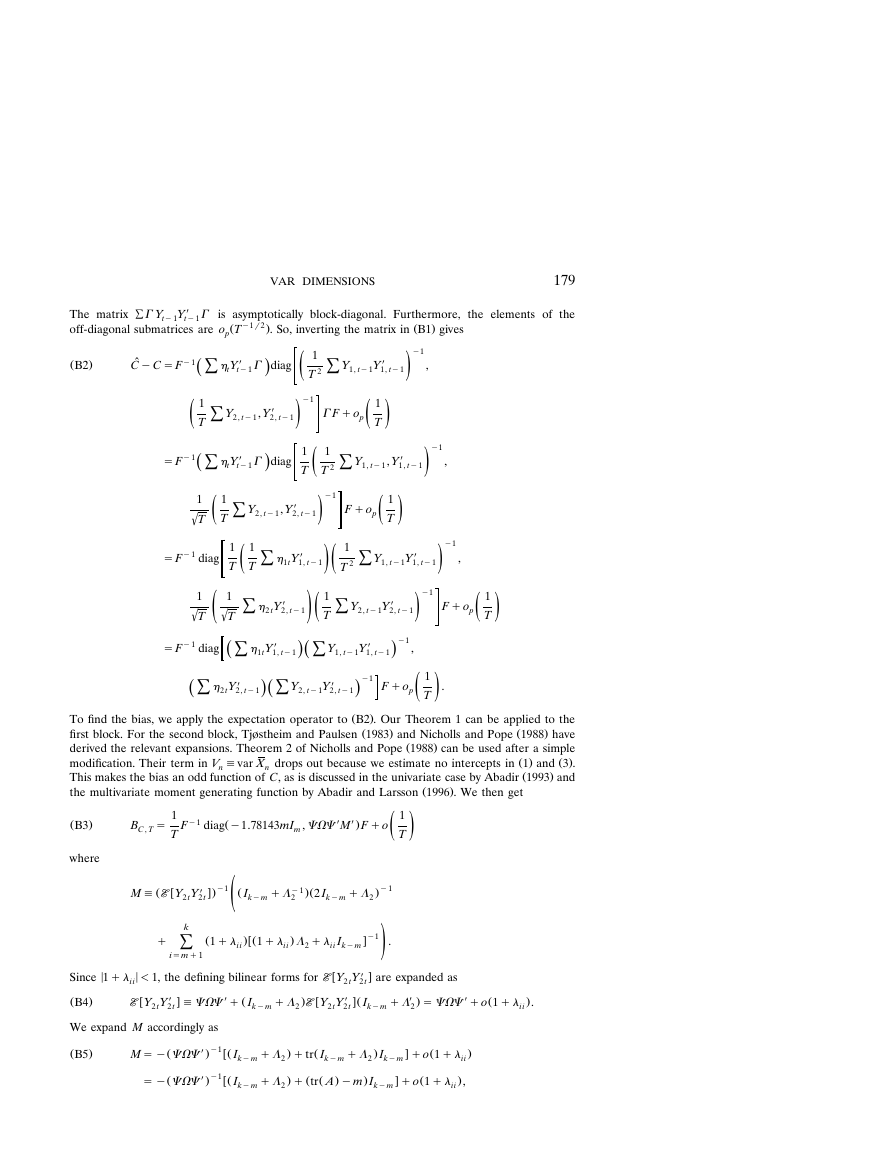 VAR DIMENSIONS 179
The matrix ΣΓY_{t−1}Y′_{t−1}Γ is asymptotically block-diagonal. Furthermore, the elements of the
off-diagonal submatrices are o_p(T^{−1/2}). So, inverting the matrix in (B1) gives
(B2) Ĉ − C = F^{−1}(∑ η_t Y′_{t−1}Γ)diag[(1/T² ∑ Y_{1,t−1}Y′_{1,t−1})^{−1},
(1/T ∑ Y_{2,t−1}, Y′_{2,t−1})^{−1}]ΓF + o_p(1/T)
= F^{−1}(∑ η_t Y′_{t−1}Γ)diag[1/T (1/T² ∑ Y_{1,t−1}, Y′_{1,t−1})^{−1},
1/√T (1/T ∑ Y_{2,t−1}, Y′_{2,t−1})^{−1}]F + o_p(1/T)
= F^{−1} diag[1/T (1/T ∑ η_{1t}Y′_{1,t−1})(1/T² ∑ Y_{1,t−1}Y′_{1,t−1})^{−1},
1/√T (1/√T ∑ η_{2t}Y′_{2,t−1})(1/T ∑ Y_{2,t−1}Y′_{2,t−1})^{−1}]F + o_p(1/T)
= F^{−1} diag[(∑ η_{1t}Y′_{1,t−1})(∑ Y_{1,t−1}Y′_{1,t−1})^{−1},
(∑ η_{2t}Y′_{2,t−1})(∑ Y_{2,t−1}Y′_{2,t−1})^{−1}]F + o_p(1/T).
To find the bias, we apply the expectation operator to (B2). Our Theorem 1 can be applied to the
first block. For the second block, Tjøstheim and Paulsen (1983) and Nicholls and Pope (1988) have
derived the relevant expansions. Theorem 2 of Nicholls and Pope (1988) can be used after a simple
modification. Their term in V_n ≡ var X̄_n drops out because we estimate no intercepts in (1) and (3).
This makes the bias an odd function of C, as is discussed in the univariate case by Abadir (1993) and
the multivariate moment generating function by Abadir and Larsson (1996). We then get
(B3) B_{C,T} = 1/T F^{−1} diag(−1.78143mI_m, ΨΩΨ′M′)F + o(1/T)
where
M ≡ (ℰ[Y_{2t}Y′_{2t}])^{−1}((I_{k−m} + Λ_2^{−1})(2I_{k−m} + Λ_2)^{−1}
+ ∑_{i=m+1}^{k} (1 + λ_{ii})[(1 + λ_{ii})Λ_2 + λ_{ii}I_{k−m}]^{−1}).
Since |1 + λ_{ii}| < 1, the defining bilinear forms for ℰ[Y_{2t}Y′_{2t}] are expanded as
(B4) ℰ[Y_{2t}Y′_{2t}] ≡ ΨΩΨ′ + (I_{k−m} + Λ_2)ℰ[Y_{2t}Y′_{2t}](I_{k−m} + Λ′_2) = ΨΩΨ′ + o(1 + λ_{ii}).
We expand M accordingly as
(B5) M = −(ΨΩΨ′)^{−1}[(I_{k−m} + Λ_2) + tr(I_{k−m} + Λ_2)I_{k−m}] + o(1 + λ_{ii})
= −(ΨΩΨ′)^{−1}[(I_{k−m} + Λ_2) + (tr(A) − m)I_{k−m}] + o(1 + λ_{ii}),